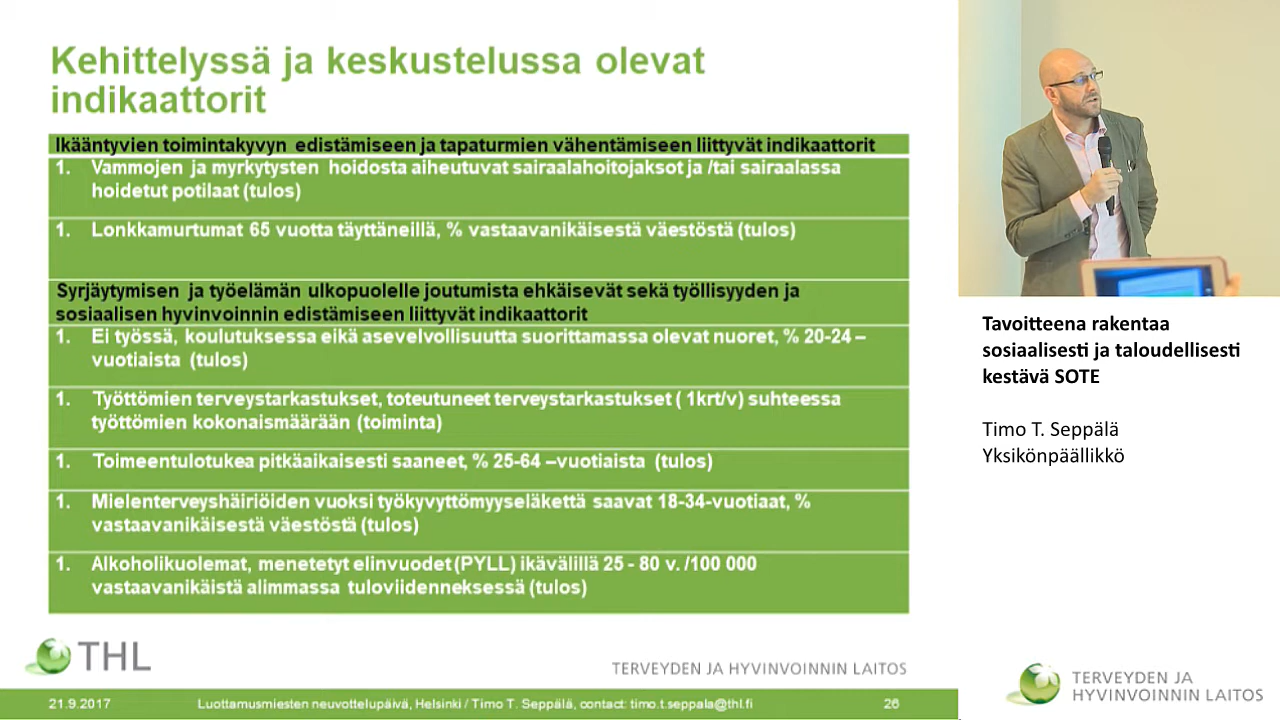 Kehittelyssä ja keskustelussa olevat
indikaattorit
Ikääntyvien toimintakyvyn edistämiseen ja tapaturmien vähentämiseen liittyvät indikaattorit
1. Vammojen ja myrkytysten hoidosta aiheutuvat sairaalahoitojaksot ja /tai sairaalassa
hoidetut potilaat (tulos)
1. Lonkkamurtumat 65 vuotta täyttäneillä, % vastaavanikäisestä väestöstä (tulos)
Syrjäytymisen ja työelämän ulkopuolelle joutumista ehkäisevät sekä työllisyyden ja
sosiaalisen hyvinvoinnin edistämiseen liittyvät indikaattorit
1. Ei työssä, koulutuksessa eikä asevelvollisuutta suorittamassa olevat nuoret, % 20-24 –
vuotiaista (tulos)
1. Työttömien terveystarkastukset, toteutuneet terveystarkastukset ( 1krt/v) suhteessa
työttömien kokonaismäärään (toiminta)
1. Toimeentulotukea pitkäaikaisesti saaneet, % 25-64 –vuotiaista (tulos)
1. Mielenterveyshäiriöiden vuoksi työkyvyttömyyseläkettä saavat 18-34-vuotiaat, %
vastaavanikäisestä väestöstä (tulos)
1. Alkoholikuolemat, menetetyt elinvuodet (PYLL) ikävälillä 25 - 80 v. /100 000
vastaavanikäistä alimmassa tuloviidenneksessä (tulos)
THL
TERVEYDEN JA HYVINVOINNIN LAITOS
21.9.2017 Luottamusmiesten neuvottelupäivä, Helsinki / Timo T. Seppälä, contact: timo.t.seppala@thl.fi 26
Tavoitteena rakentaa
sosiaalisesti ja taloudellisesti
kestävä SOTE
Timo T. Seppälä
Yksikönpäällikkö
TERVEYDEN JA
HYVINVOINNIN LAITOS